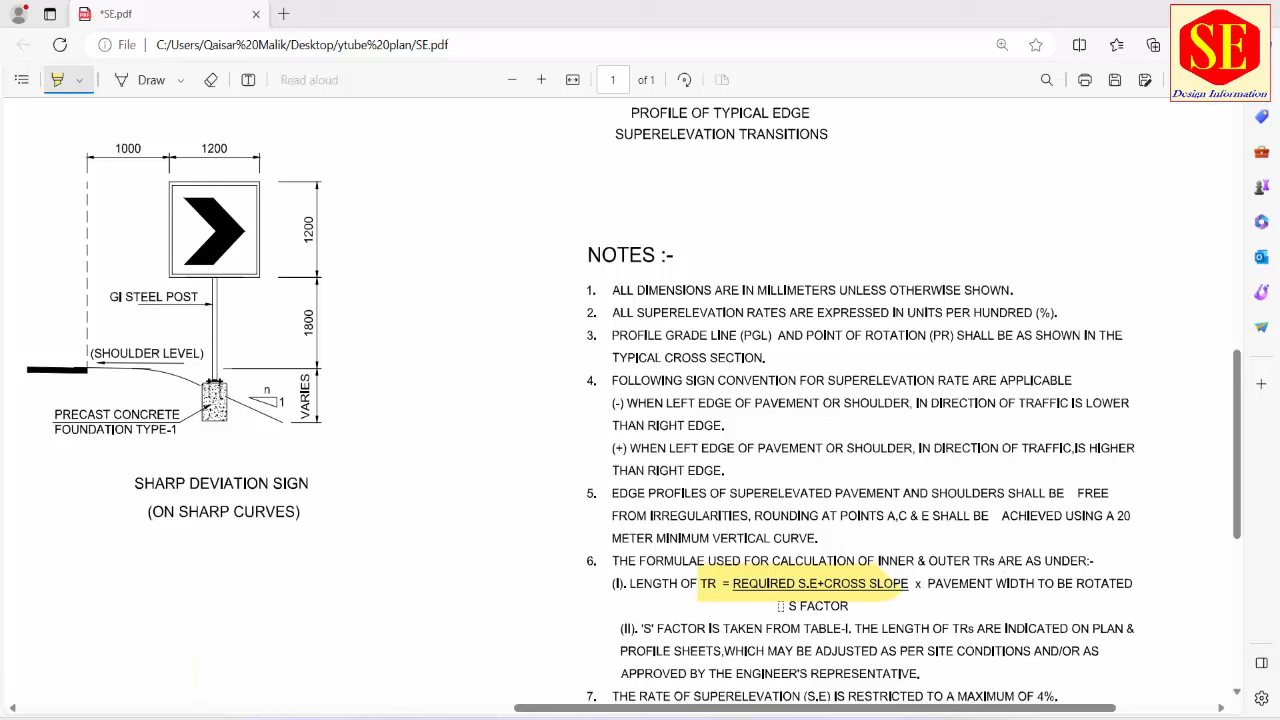 *SE.pdf
File C:/Users/Qaisar Malik/Desktop/ytube%20plan/SE.pdf
SE
Design Information
Draw
Read aloud
1 of 1
PROFILE OF TYPICAL EDGE
SUPERELEVATION TRANSITIONS
1000
1200
1200
GI STEEL POST
1800
(SHOULDER LEVEL)
n
1
VARIES
PRECAST CONCRETE
FOUNDATION TYPE-1
SHARP DEVIATION SIGN
(ON SHARP CURVES)
NOTES :-
1. ALL DIMENSIONS ARE IN MILLIMETERS UNLESS OTHERWISE SHOWN.
2. ALL SUPERELEVATION RATES ARE EXPRESSED IN UNITS PER HUNDRED (%).
3. PROFILE GRADE LINE (PGL) AND POINT OF ROTATION (PR) SHALL BE AS SHOWN IN THE
TYPICAL CROSS SECTION.
4. FOLLOWING SIGN CONVENTION FOR SUPERELEVATION RATE ARE APPLICABLE
(-) WHEN LEFT EDGE OF PAVEMENT OR SHOULDER, IN DIRECTION OF TRAFFIC IS LOWER
THAN RIGHT EDGE.
(+) WHEN LEFT EDGE OF PAVEMENT OR SHOULDER, IN DIRECTION OF TRAFFIC,IS HIGHER
THAN RIGHT EDGE.
5. EDGE PROFILES OF SUPERELEVATED PAVEMENT AND SHOULDERS SHALL BE FREE
FROM IRREGULARITIES, ROUNDING AT POINTS A,C & E SHALL BE ACHIEVED USING A 20
METER MINIMUM VERTICAL CURVE.
6. THE FORMULAE USED FOR CALCULATION OF INNER & OUTER TRs ARE AS UNDER:-
(I). LENGTH OF TR = REQUIRED S.E+CROSS SLOPE x PAVEMENT WIDTH TO BE ROTATED
S FACTOR
(II). 'S' FACTOR IS TAKEN FROM TABLE-I. THE LENGTH OF TRs ARE INDICATED ON PLAN &
PROFILE SHEETS,WHICH MAY BE ADJUSTED AS PER SITE CONDITIONS AND/OR AS
APPROVED BY THE ENGINEER'S REPRESENTATIVE.
7. THE RATE OF SUPERELEVATION (S.E) IS RESTRICTED TO A MAXIMUM OF 4%.